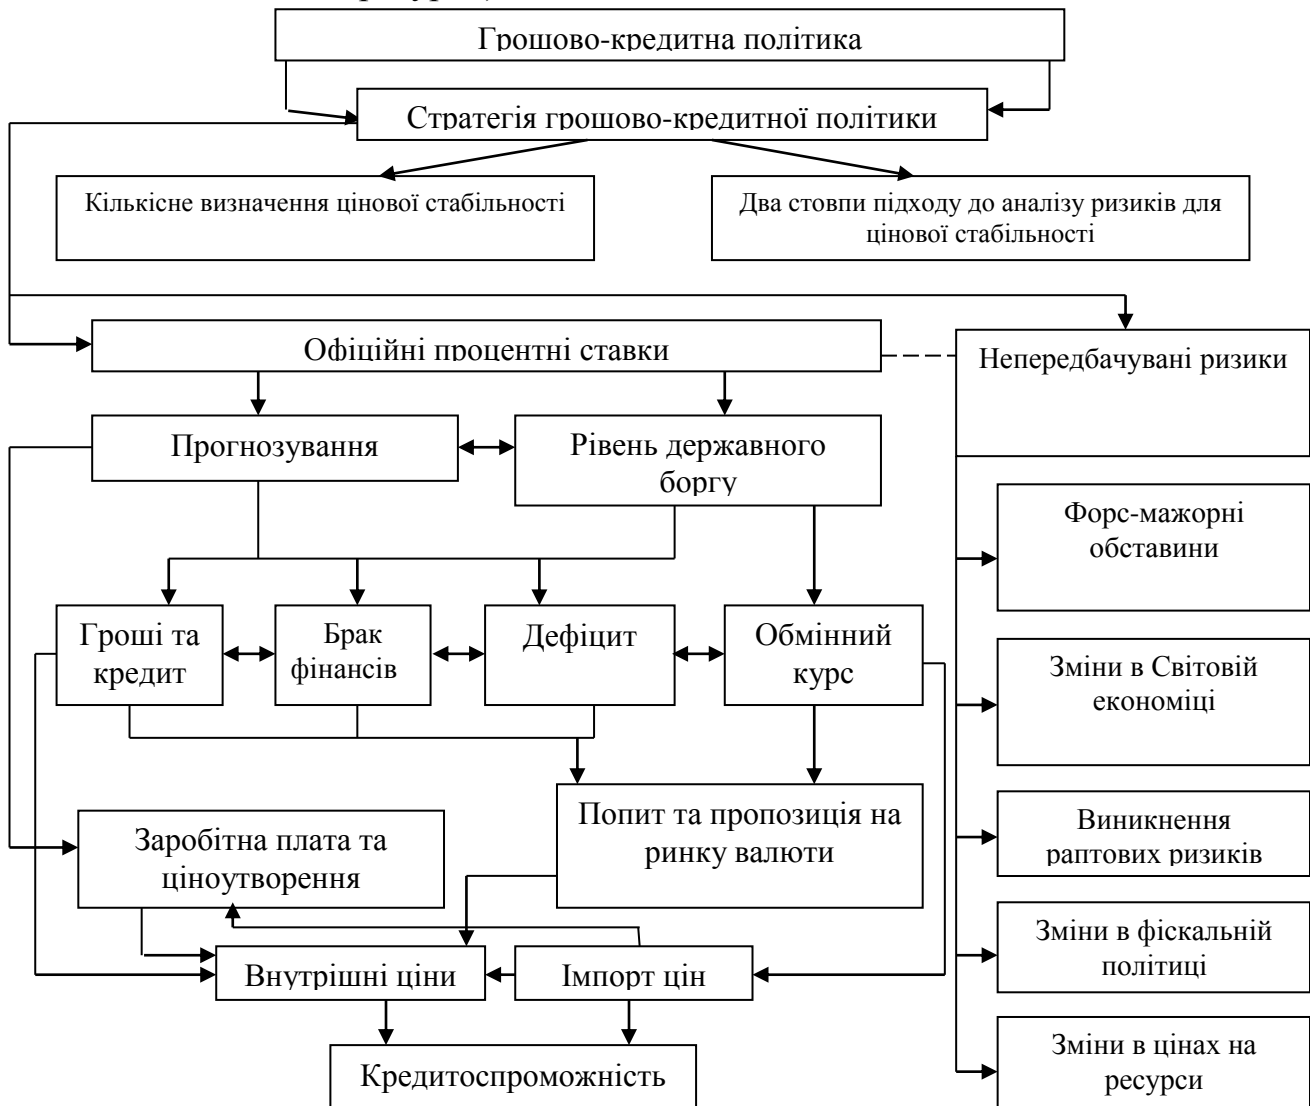 Грошово-кредитна політика
Стратегія грошово-кредитної політики
Кількісне визначення цінової стабільності
Два стовпи підходу до аналізу ризиків для
цінової стабільності
Офіційні процентні ставки
Непередбачувані ризики
Прогнозування
Рівень державного
боргу
Форс-мажорні
обставини
Гроші та
кредит
Брак
фінансів
Дефіцит
Обмінний
курс
Зміни в Світовій
економіці
Попит та пропозиція на
ринку валюти
Заробітна плата та
ціноутворення
Виникнення
раптових ризиків
Зміни в фіскальній
політиці
Внутрішні ціни
Імпорт цін
Зміни в цінах на
ресурси
Кредитоспроможність